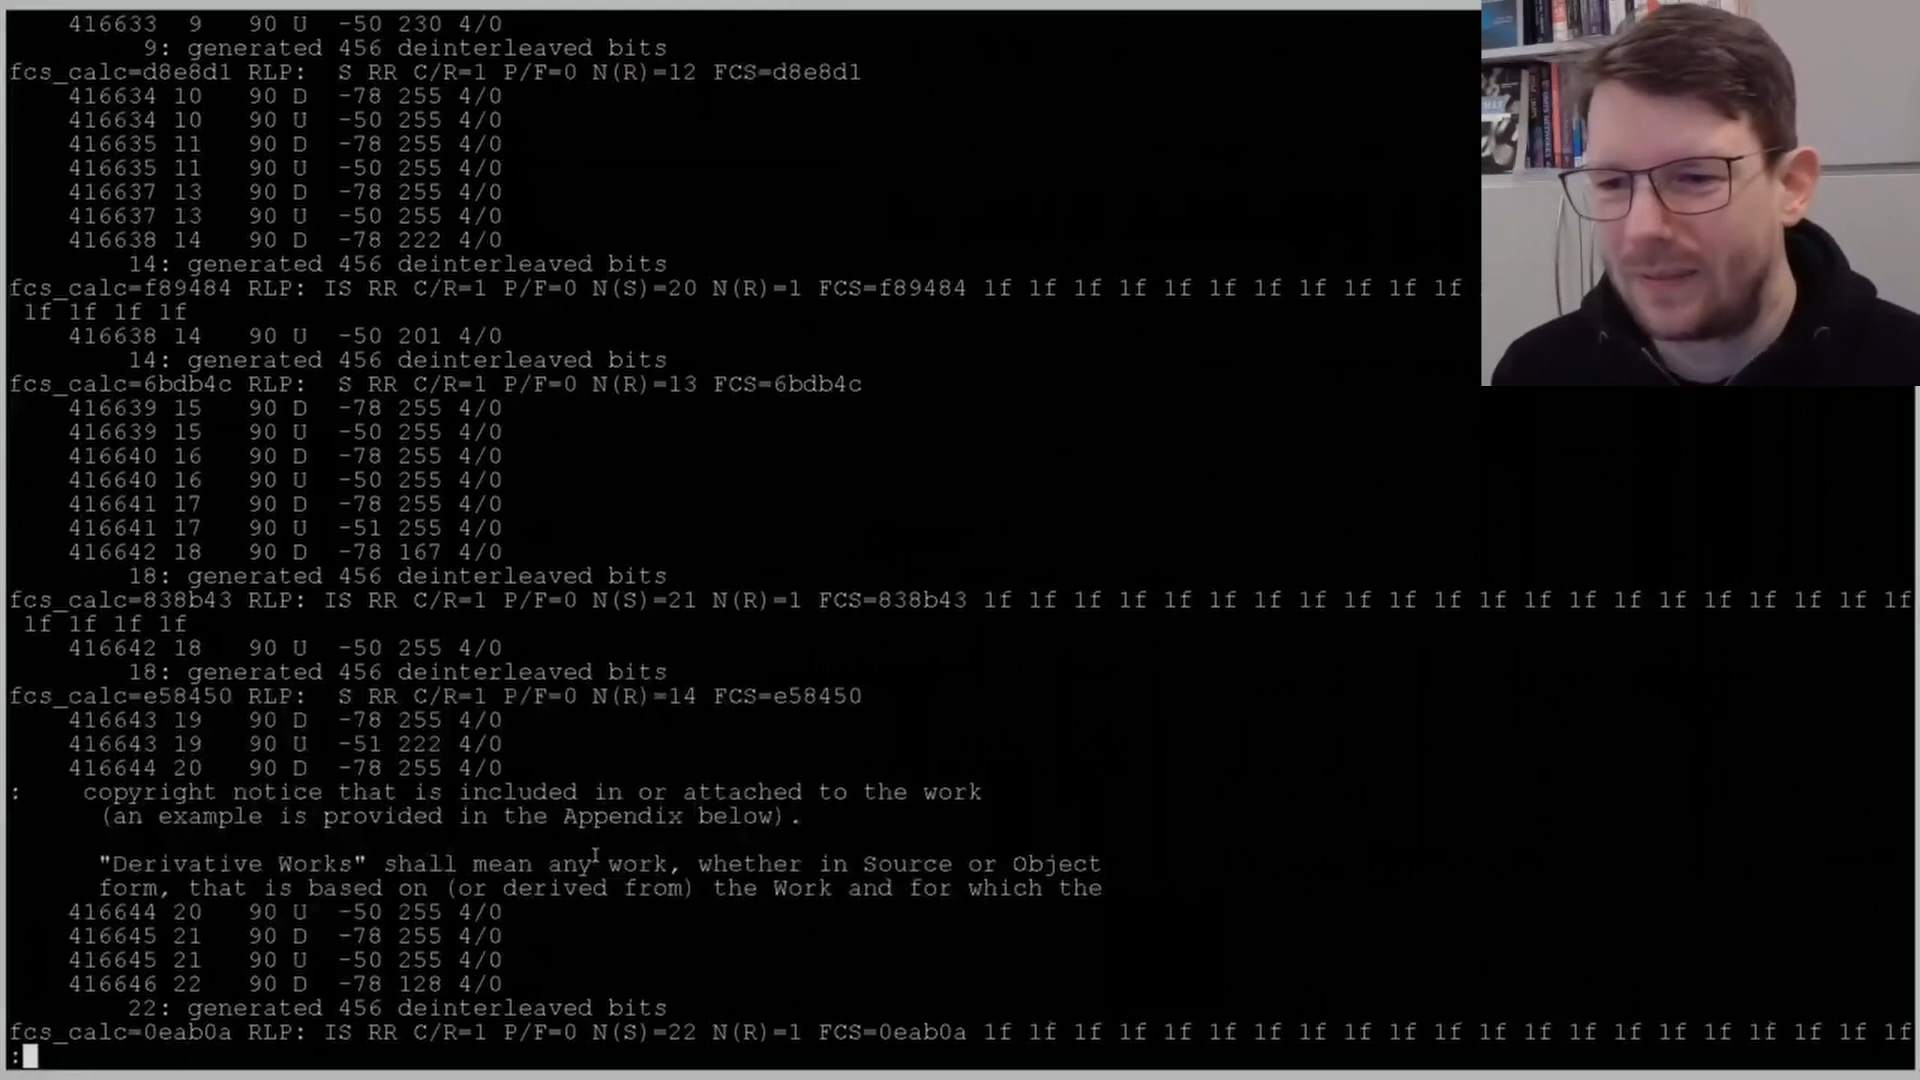 416633  9   90 U  -50 230 4/0
9: generated 456 deinterleaved bits
fcs_calc=d8e8d1 RLP:  S RR C/R=1 P/F=0 N(R)=12 FCS=d8e8d1
416634 10   90 D  -78 255 4/0
416634 10   90 U  -50 255 4/0
416635 11   90 D  -78 255 4/0
416635 11   90 U  -50 255 4/0
416637 13   90 D  -78 255 4/0
416637 13   90 U  -50 255 4/0
416638 14   90 D  -78 222 4/0
14: generated 456 deinterleaved bits
fcs_calc=f89484 RLP: IS RR C/R=1 P/F=0 N(S)=20 N(R)=1 FCS=f89484 1f 1f 1f 1f 1f 1f 1f 1f 1f 1f 1f
1f 1f 1f 1f
416638 14   90 U  -50 201 4/0
14: generated 456 deinterleaved bits
fcs_calc=6bdb4c RLP:  S RR C/R=1 P/F=0 N(R)=13 FCS=6bdb4c
416639 15   90 D  -78 255 4/0
416639 15   90 U  -50 255 4/0
416640 16   90 D  -78 255 4/0
416640 16   90 U  -50 255 4/0
416641 17   90 D  -78 255 4/0
416641 17   90 U  -51 255 4/0
416642 18   90 D  -78 167 4/0
18: generated 456 deinterleaved bits
fcs_calc=838b43 RLP: IS RR C/R=1 P/F=0 N(S)=21 N(R)=1 FCS=838b43 1f 1f 1f 1f 1f 1f 1f 1f 1f 1f 1f 1f 1f 1f 1f 1f 1f 1f 1f 1f 1f
1f 1f 1f 1f
416642 18   90 U  -50 255 4/0
18: generated 456 deinterleaved bits
fcs_calc=e58450 RLP:  S RR C/R=1 P/F=0 N(R)=14 FCS=e58450
416643 19   90 D  -78 255 4/0
416643 19   90 U  -51 222 4/0
416644 20   90 D  -78 255 4/0
:    copyright notice that is included in or attached to the work
(an example is provided in the Appendix below).
"Derivative Works" shall mean any work, whether in Source or Object
form, that is based on (or derived from) the Work and for which the
416644 20   90 U  -50 255 4/0
416645 21   90 D  -78 255 4/0
416645 21   90 U  -50 255 4/0
416646 22   90 D  -78 128 4/0
22: generated 456 deinterleaved bits
fcs_calc=0eab0a RLP: IS RR C/R=1 P/F=0 N(S)=22 N(R)=1 FCS=0eab0a 1f 1f 1f 1f 1f 1f 1f 1f 1f 1f 1f 1f 1f 1f 1f 1f 1f 1f 1f 1f 1f
: